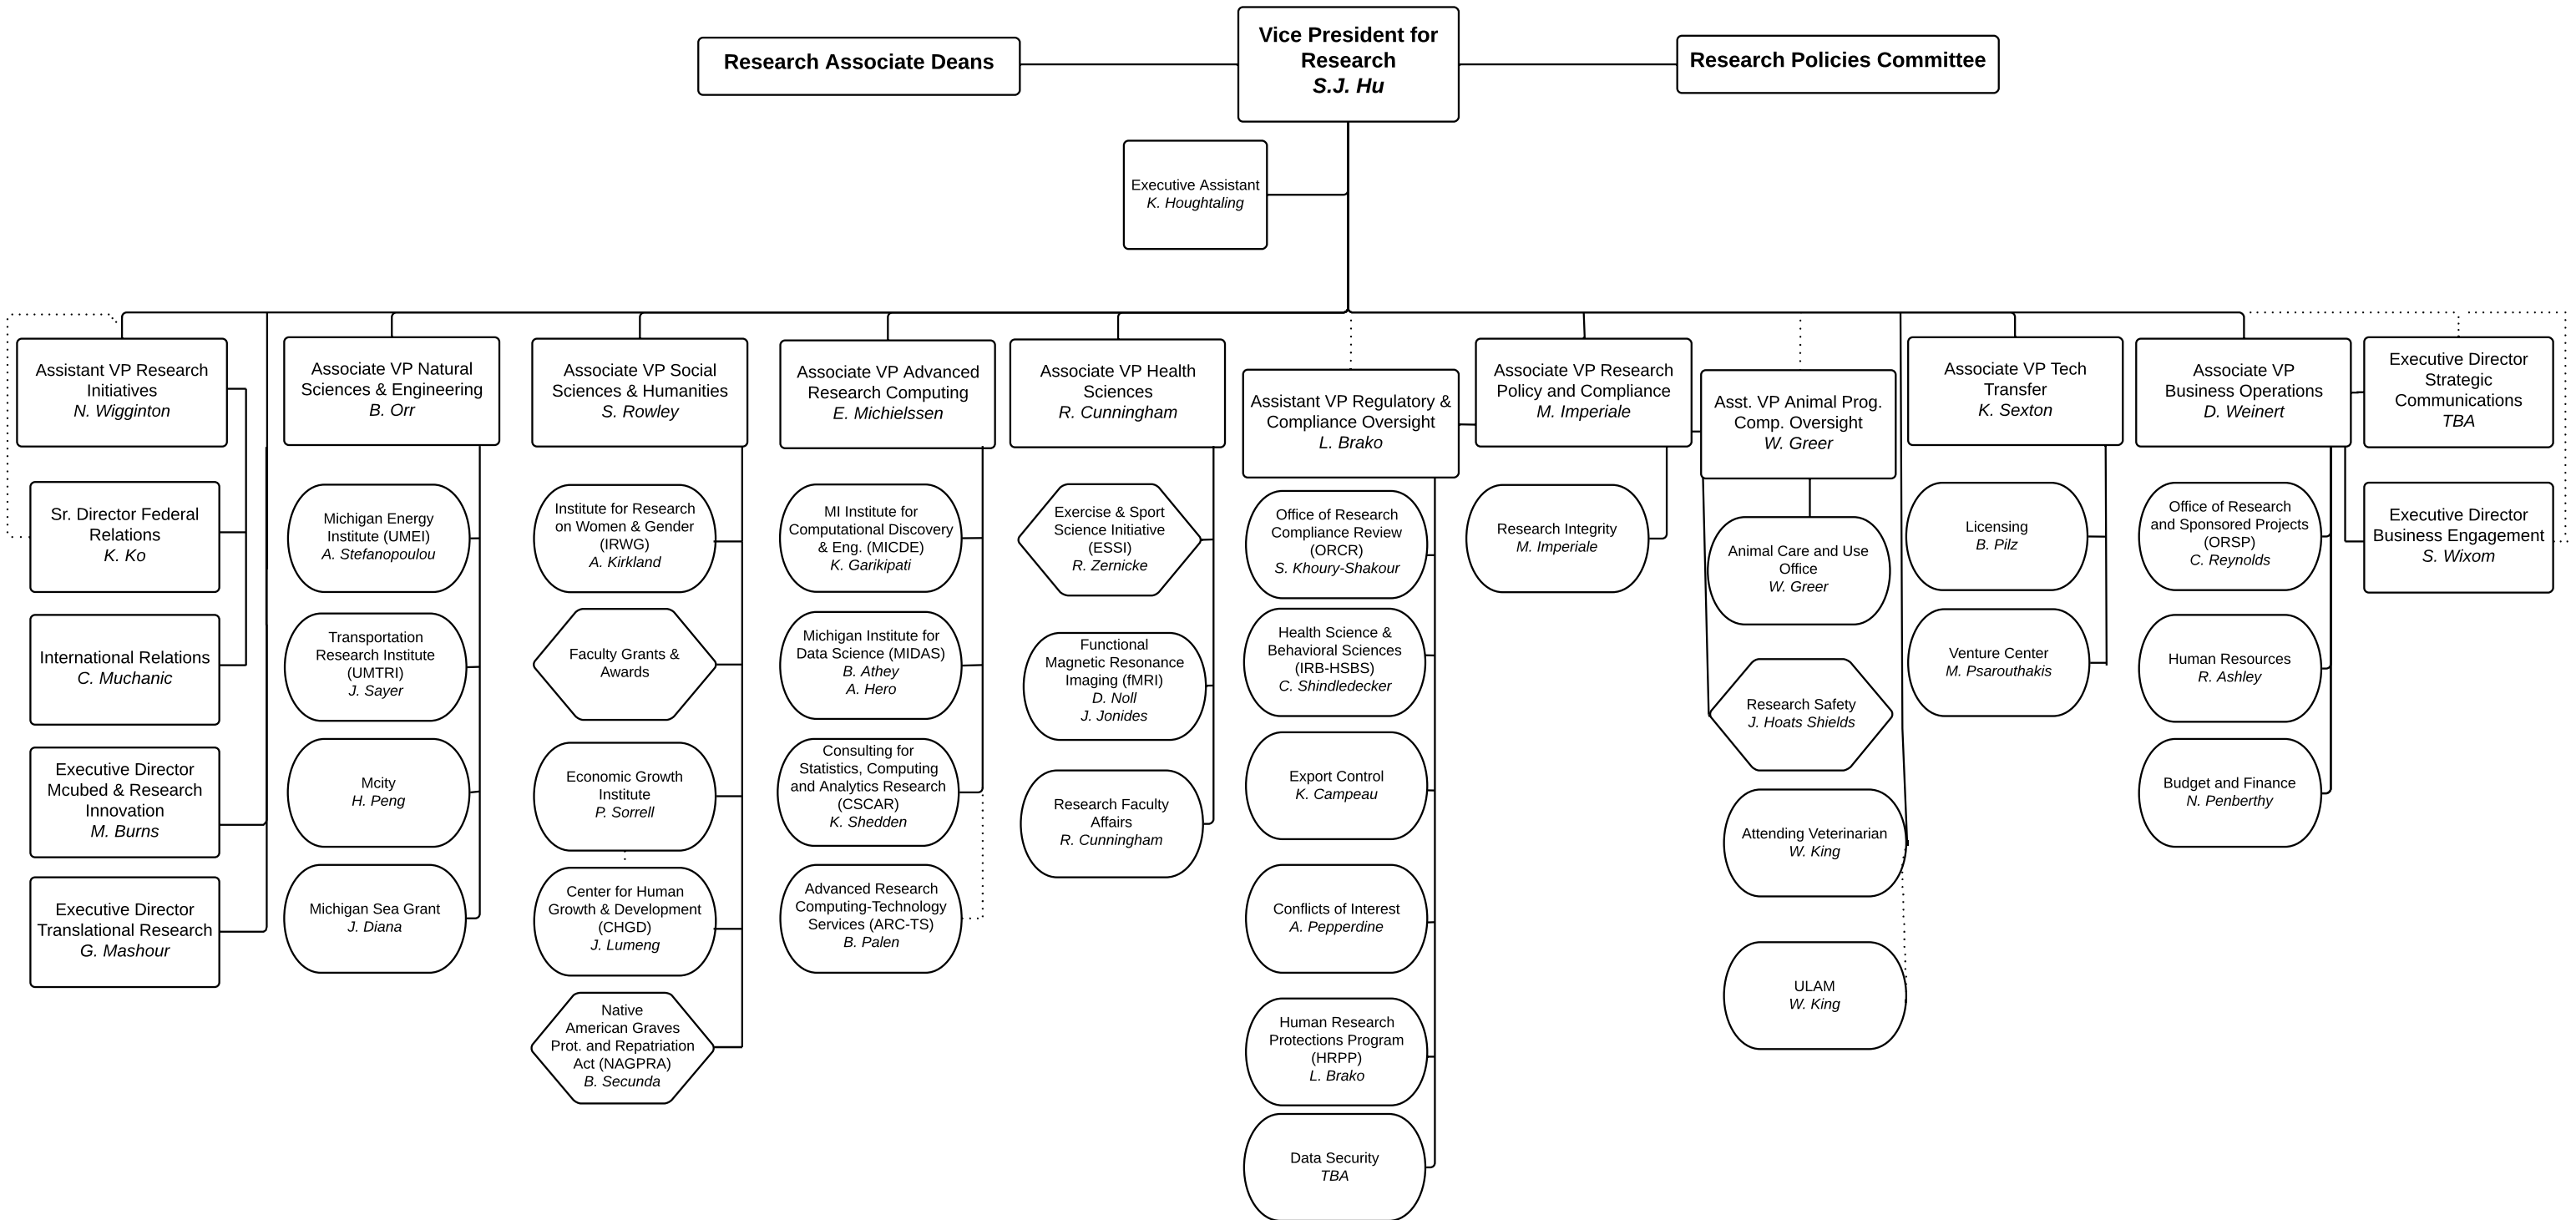 Research Associate Deans
Vice President for
Research
S.J. Hu
Research Policies Committee
Executive Assistant
K. Houghtaling
Assistant VP Research
Initiatives
N. Wigginton
Sr. Director Federal
Relations
K. Ko
International Relations
C. Muchanic
Executive Director
Mcubed & Research
Innovation
M. Burns
Executive Director
Translational Research
G. Mashour
Associate VP Natural
Sciences & Engineering
B. Orr
Michigan Energy
Institute (UMEI)
A. Stefanopoulou
Transportation
Research Institute
(UMTRI)
J. Sayer
Mcity
H. Peng
Michigan Sea Grant
J. Diana
Associate VP Social
Sciences & Humanities
S. Rowley
Institute for Research
on Women & Gender
(IRWG)
A. Kirkland
Faculty Grants &
Awards
Economic Growth
Institute
P. Sorrell
Center for Human
Growth & Development
(CHGD)
J. Lumeng
Native
American Graves
Prot. and Repatriation
Act (NAGPRA)
B. Secunda
Associate VP Advanced
Research Computing
E. Michielssen
MI Institute for
Computational Discovery
& Eng. (MICDE)
K. Garikipati
Michigan Institute for
Data Science (MIDAS)
B. Athey
A. Hero
Consulting for
Statistics, Computing
and Analytics Research
(CSCAR)
K. Shedden
Advanced Research
Computing-Technology
Services (ARC-TS)
B. Palen
Associate VP Health
Sciences
R. Cunningham
Exercise & Sport
Science Initiative
(ESSI)
R. Zernicke
Functional
Magnetic Resonance
Imaging (fMRI)
D. Noll
J. Jonides
Research Faculty
Affairs
R. Cunningham
Assistant VP Regulatory &
Compliance Oversight
L. Brako
Office of Research
Compliance Review
(ORCR)
S. Khoury-Shakour
Health Science &
Behavioral Sciences
(IRB-HSBS)
C. Shindledecker
Export Control
K. Campeau
Conflicts of Interest
A. Pepperdine
Human Research
Protections Program
(HRPP)
L. Brako
Data Security
TBA
Associate VP Research
Policy and Compliance
M. Imperiale
Research Integrity
M. Imperiale
Asst. VP Animal Prog.
Comp. Oversight
W. Greer
Animal Care and Use
Office
W. Greer
Research Safety
J. Hoats Shields
Attending Veterinarian
W. King
ULAM
W. King
Associate VP Tech
Transfer
K. Sexton
Licensing
B. Pilz
Venture Center
M. Psarouthakis
Associate VP
Business Operations
D. Weinert
Office of Research
and Sponsored Projects
(ORSP)
C. Reynolds
Human Resources
R. Ashley
Budget and Finance
N. Penberthy
Executive Director
Strategic
Communications
TBA
Executive Director
Business Engagement
S. Wixom